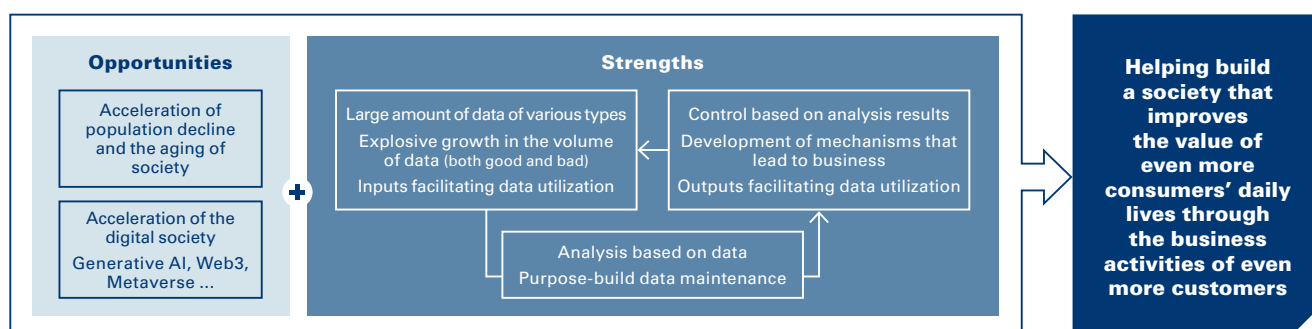 Opportunities
Acceleration of
population decline
and the aging of
society
Acceleration of the
digital society
Generative AI, Web3,
Metaverse ...
+
Strengths
Large amount of data of various types
Explosive growth in the volume
of data (both good and bad)
Inputs facilitating data utilization
Control based on analysis results
Development of mechanisms that
lead to business
Outputs facilitating data utilization
Analysis based on data
Purpose-build data maintenance
Helping build
a society that
improves
the value of
even more
consumers’ daily
lives through
the business
activities of even
more customers